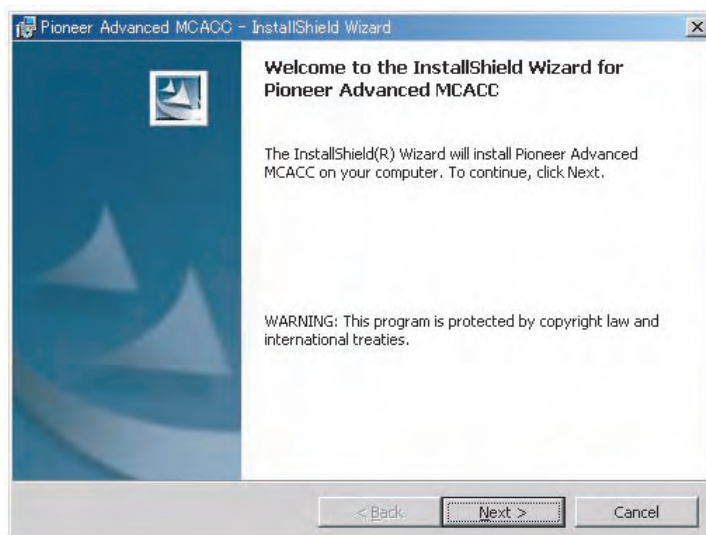 Pioneer Advanced MCACC - InstallShield Wizard
Welcome to the InstallShield Wizard for
Pioneer Advanced MCACC
The InstallShield(R) Wizard will install Pioneer Advanced
MCACC on your computer. To continue, click Next.
WARNING: This program is protected by copyright law and
international treaties.
< Back
Next >
Cancel